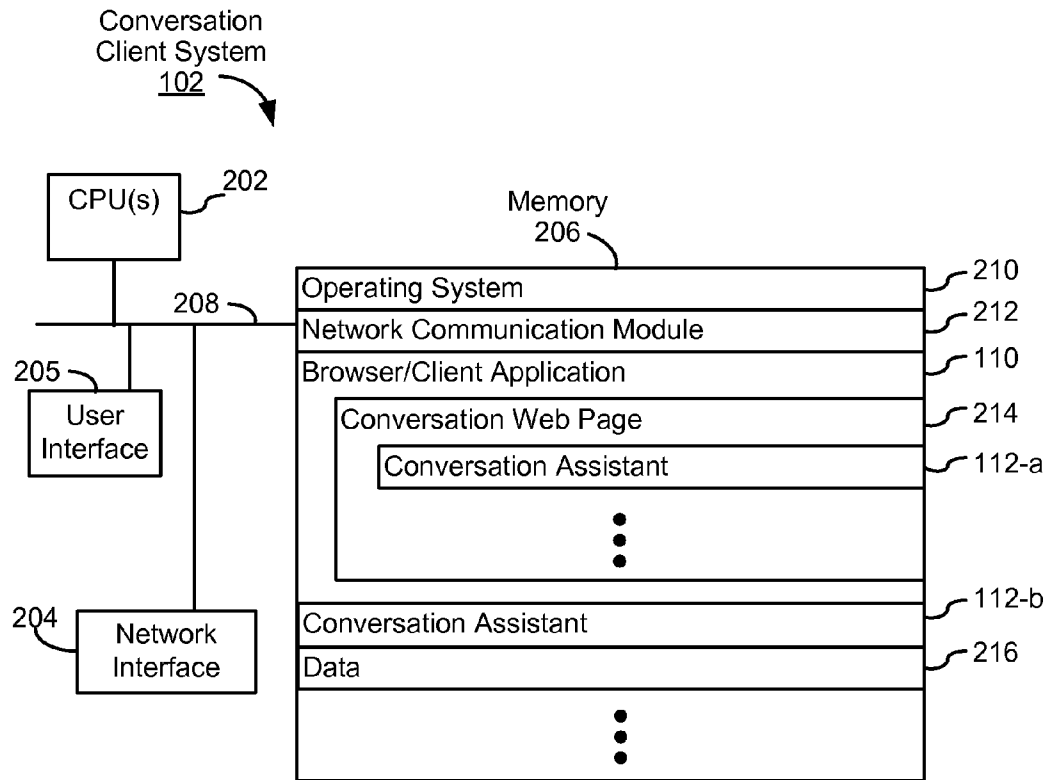 Conversation
Client System
102
CPU(s)
202
Memory
206
Operating System
210
208
Network Communication Module
212
Browser/Client Application
110
205
User
Interface
Conversation Web Page
214
Conversation Assistant
112-a
204
Network
Interface
Conversation Assistant
112-b
Data
216